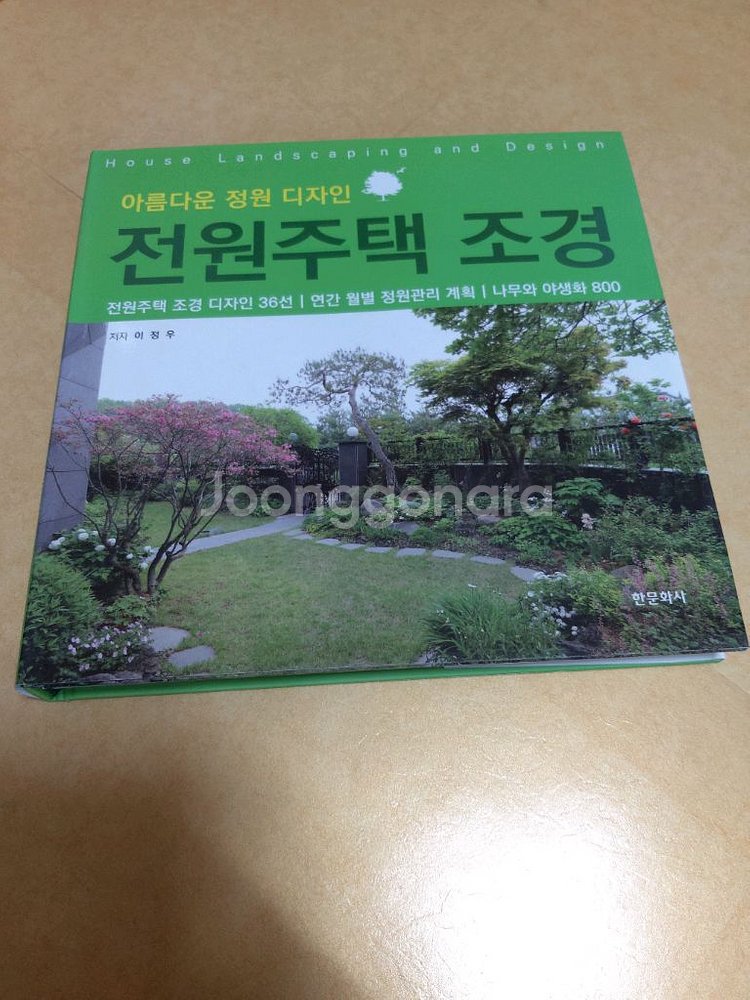 House Landscaping and Design
아름다운 정원 디자인
전원주택 조경
전원주택 조경 디자인 36선 | 연간 월별 정원관리 계획 | 나무와 야생화 800
저자 이 정 우
Joonggonara
한문화사